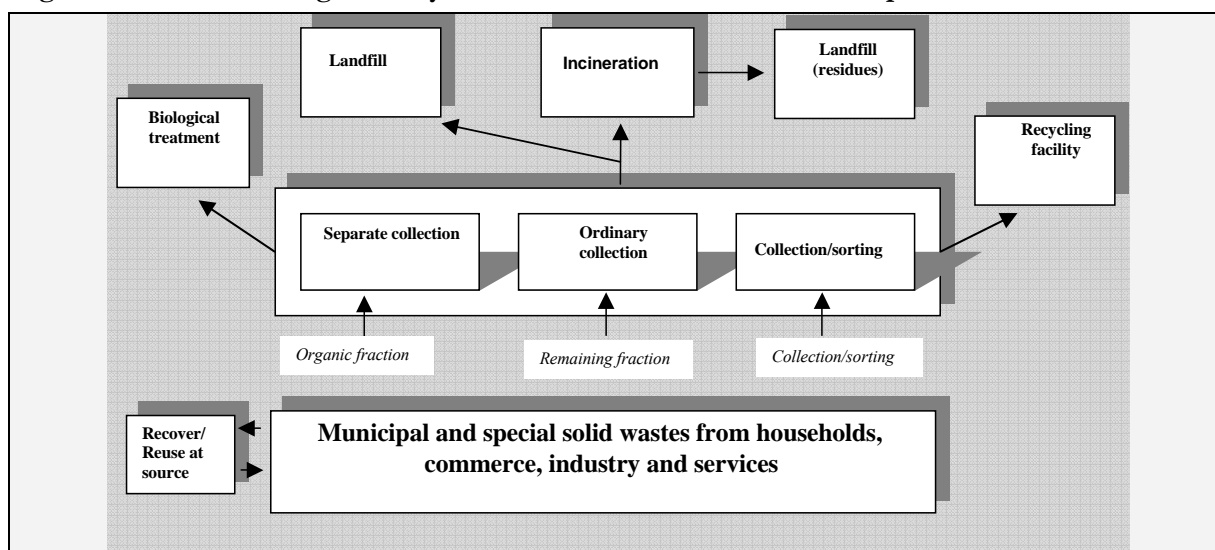 Landfill
Incineration
Landfill
(residues)
Biological
treatment
Recycling
facility
Separate collection
Ordinary
collection
Collection/sorting
Organic fraction
Remaining fraction
Collection/sorting
Recover/
Reuse at
source
Municipal and special solid wastes from households,
commerce, industry and services